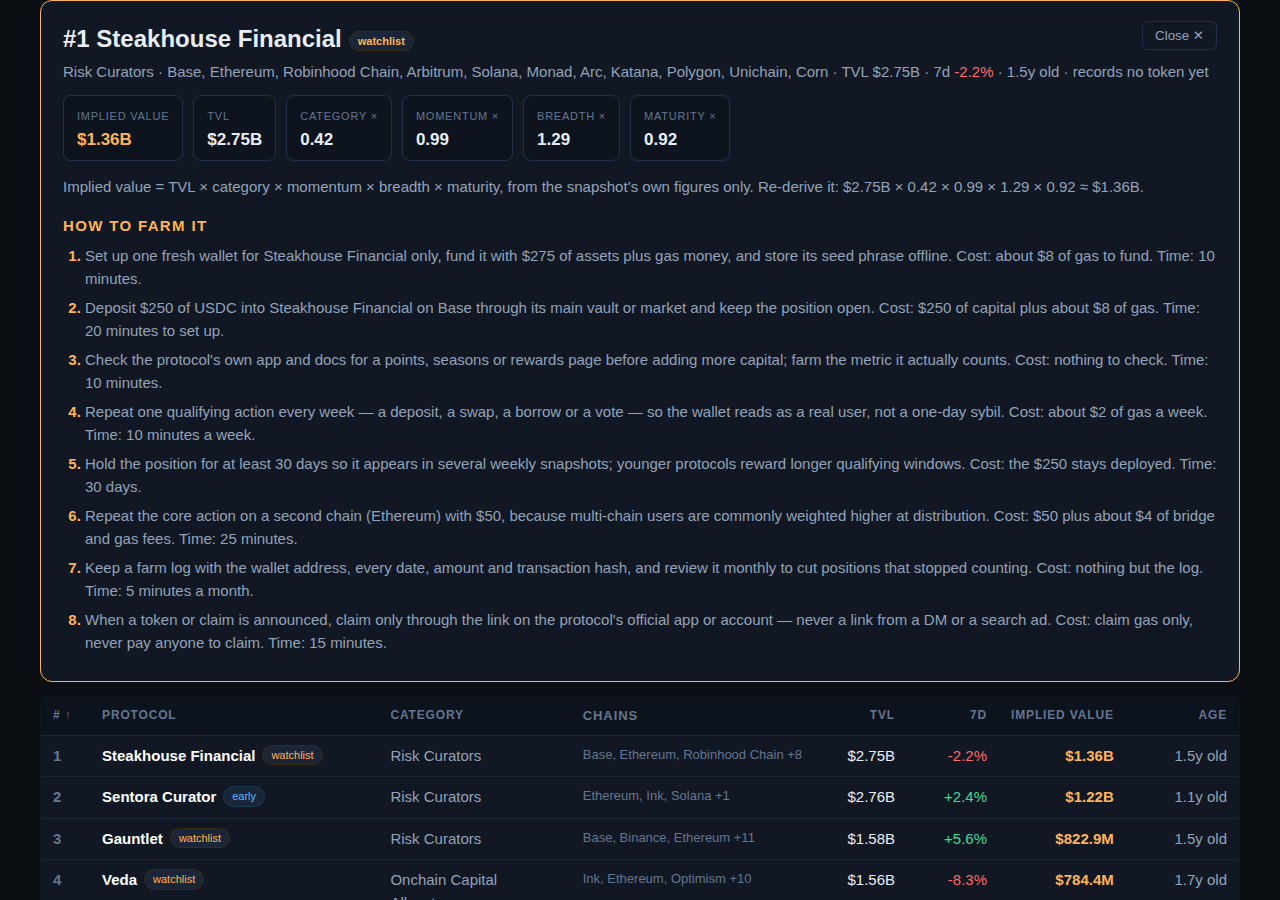 #1 Steakhouse Financial watchlist Close ✕
Risk Curators · Base, Ethereum, Robinhood Chain, Arbitrum, Solana, Monad, Arc, Katana, Polygon, Unichain, Corn · TVL $2.75B · 7d -2.2% · 1.5y old · records no token yet
IMPLIED VALUE TVL CATEGORY × MOMENTUM × BREADTH × MATURITY ×
$1.36B $2.75B 0.42 0.99 1.29 0.92
Implied value = TVL × category × momentum × breadth × maturity, from the snapshot's own figures only. Re-derive it: $2.75B × 0.42 × 0.99 × 1.29 × 0.92 ≈ $1.36B.
HOW TO FARM IT
1. Set up one fresh wallet for Steakhouse Financial only, fund it with $275 of assets plus gas money, and store its seed phrase offline. Cost: about $8 of gas to fund. Time: 10
minutes.
2. Deposit $250 of USDC into Steakhouse Financial on Base through its main vault or market and keep the position open. Cost: $250 of capital plus about $8 of gas. Time:
20 minutes to set up.
3. Check the protocol's own app and docs for a points, seasons or rewards page before adding more capital; farm the metric it actually counts. Cost: nothing to check. Time:
10 minutes.
4. Repeat one qualifying action every week — a deposit, a swap, a borrow or a vote — so the wallet reads as a real user, not a one-day sybil. Cost: about $2 of gas a week.
Time: 10 minutes a week.
5. Hold the position for at least 30 days so it appears in several weekly snapshots; younger protocols reward longer qualifying windows. Cost: the $250 stays deployed. Time:
30 days.
6. Repeat the core action on a second chain (Ethereum) with $50, because multi-chain users are commonly weighted higher at distribution. Cost: $50 plus about $4 of bridge
and gas fees. Time: 25 minutes.
7. Keep a farm log with the wallet address, every date, amount and transaction hash, and review it monthly to cut positions that stopped counting. Cost: nothing but the log.
Time: 5 minutes a month.
8. When a token or claim is announced, claim only through the link on the protocol's official app or account — never a link from a DM or a search ad. Cost: claim gas only,
never pay anyone to claim. Time: 15 minutes.
# ↑ PROTOCOL CATEGORY CHAINS TVL 7D IMPLIED VALUE AGE
1 Steakhouse Financial watchlist Risk Curators Base, Ethereum, Robinhood Chain +8 $2.75B -2.2% $1.36B 1.5y old
2 Sentora Curator early Risk Curators Ethereum, Ink, Solana +1 $2.76B +2.4% $1.22B 1.1y old
3 Gauntlet watchlist Risk Curators Base, Binance, Ethereum +11 $1.58B +5.6% $822.9M 1.5y old
4 Veda watchlist Onchain Capital Ink, Ethereum, Optimism +10 $1.56B -8.3% $784.4M 1.7y old